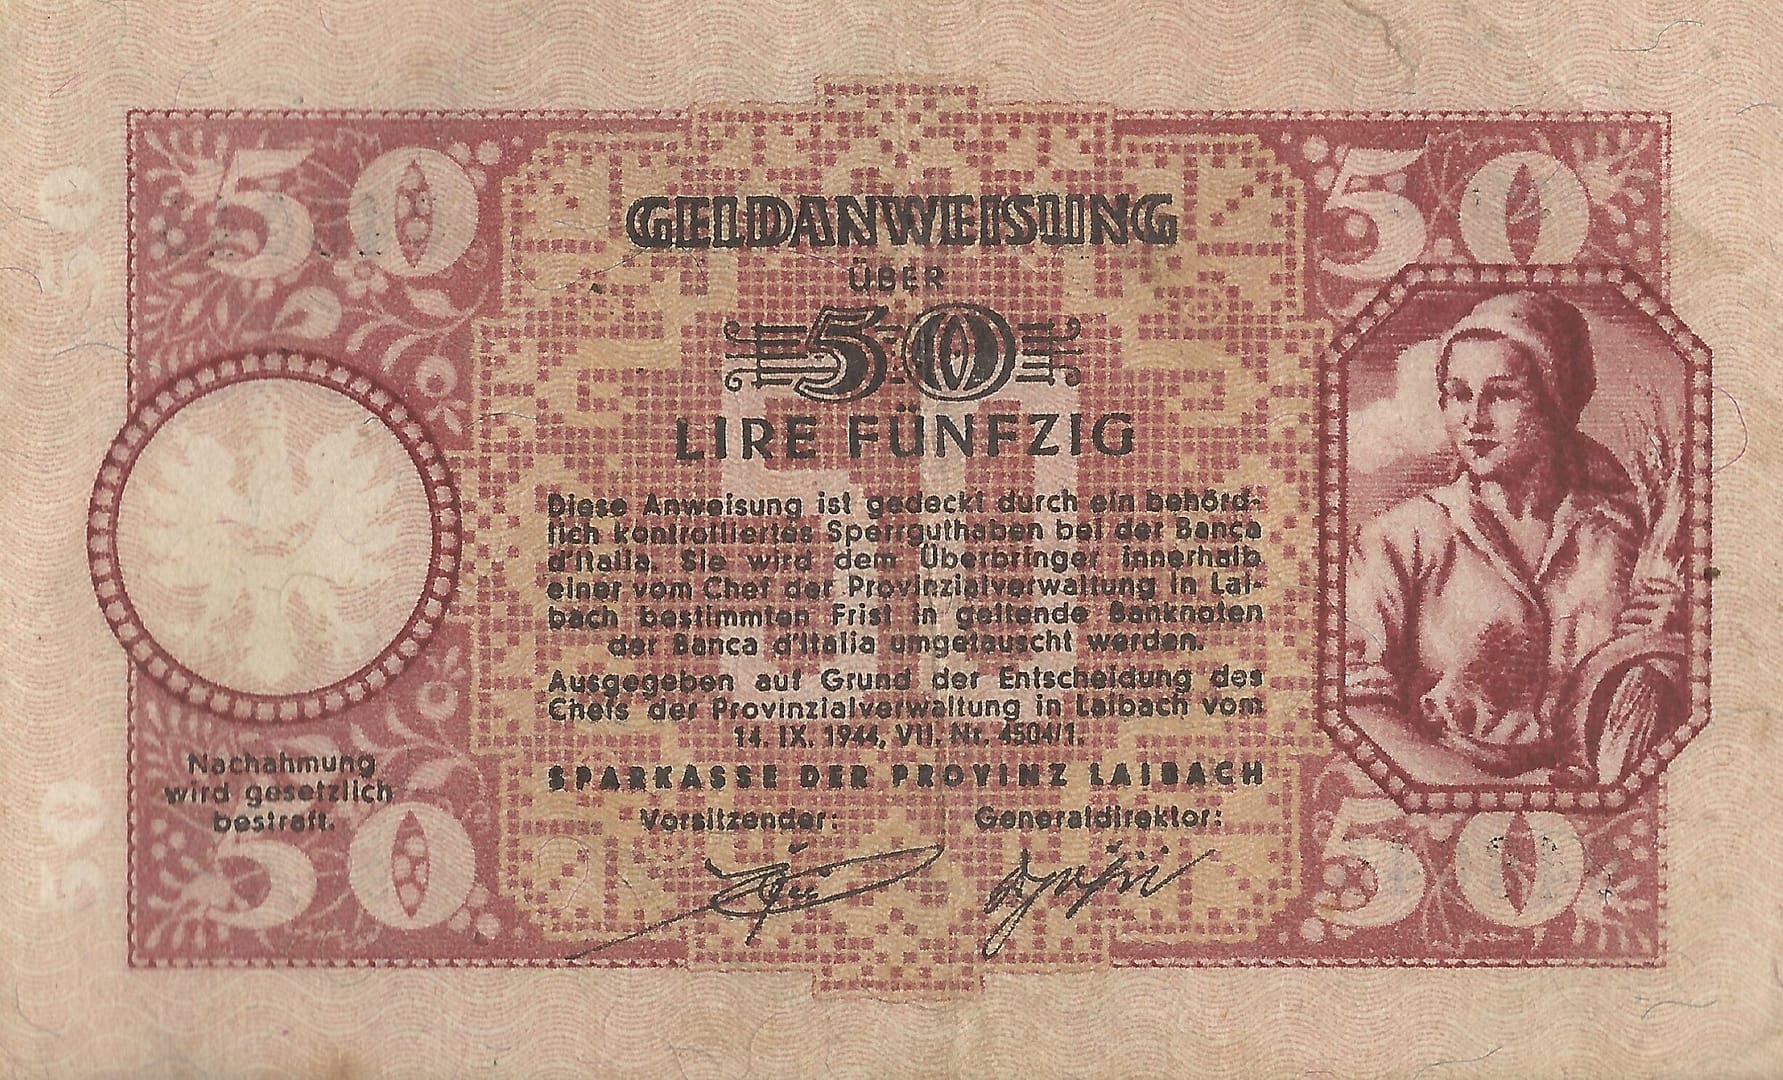 50
50
50
50
GELDANWEISUNG
ÜBER
50
LIRE FÜNFZIG
Diese Anweisung ist gedeckt durch ein behörd-
lich kontrolliertes Sperrguthaben bei der Banca
d'Italia. Sie wird dem Überbringer innerhalb
einer vom Chef der Provinzialverwaltung in Lai-
bach bestimmten Frist in geltende Banknoten
der Banca d'Italia umgetauscht werden.
Ausgegeben auf Grund der Entscheidung des
Chefs der Provinzialverwaltung in Laibach vom
14. IX. 1944, VII. Nr. 4504/1.
SPARKASSE DER PROVINZ LAIBACH
Vorsitzender: Generaldirektor:
Nachahmung
wird gesetzlich
bestraft.
50
50